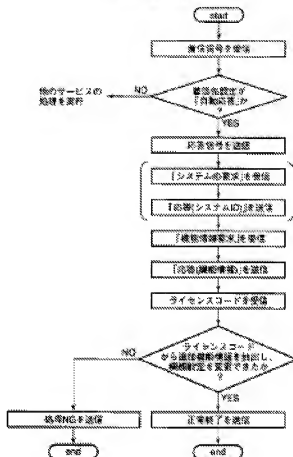 start
着信信号を受信
着信先設定が
「自動応答」か
?
NO
他のサービスの
処理を実行
YES
応答信号を送信
「システムID要求」を受信
「応答(システムID)」を送信
「機能情報要求」を受信
「応答(機能情報)」を送信
ライセンスコードを受信
ライセンスコード
から追加機能情報を抽出し、
機能設定を変更できたか
?
NO
YES
処理NGを送信
正常終了を送信
end
end